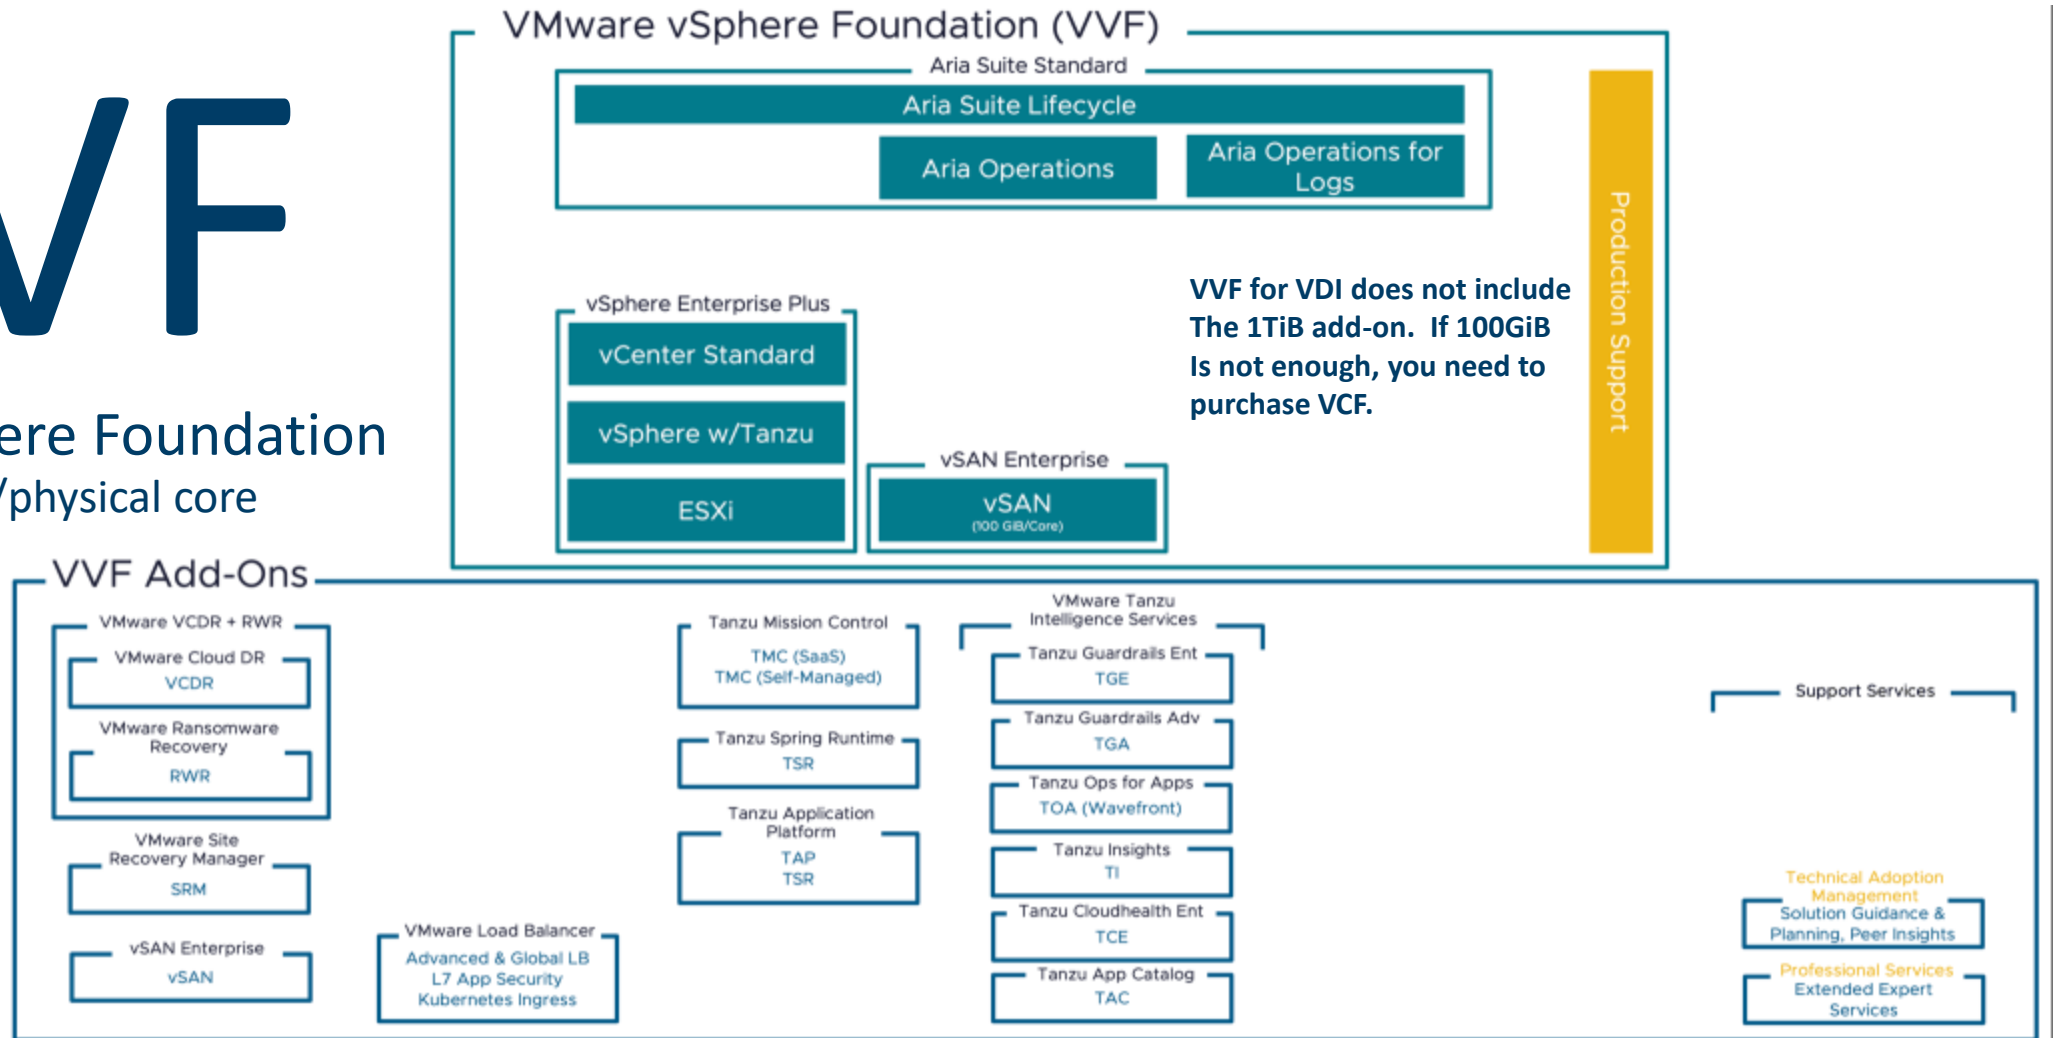 VMware vSphere Foundation (VVF)
Aria Suite Standard
Aria Suite Lifecycle
Aria Operations
Aria Operations for
Logs
Production Support
VF
vSphere Enterprise Plus
vCenter Standard
vSphere w/Tanzu
ESXi
vSAN Enterprise
vSAN
(100 GiB/Core)
VVF for VDI does not include
The 1TiB add-on. If 100GiB
Is not enough, you need to
purchase VCF.
ere Foundation
/physical core
VVF Add-Ons
VMware VCDR + RWR
VMware Cloud DR
VCDR
VMware Ransomware
Recovery
RWR
VMware Site
Recovery Manager
SRM
vSAN Enterprise
vSAN
VMware Load Balancer
Advanced & Global LB
L7 App Security
Kubernetes Ingress
Tanzu Mission Control
TMC (SaaS)
TMC (Self-Managed)
Tanzu Spring Runtime
TSR
Tanzu Application
Platform
TAP
TSR
VMware Tanzu
Intelligence Services
Tanzu Guardrails Ent
TGE
Tanzu Guardrails Adv
TGA
Tanzu Ops for Apps
TOA (Wavefront)
Tanzu Insights
TI
Tanzu Cloudhealth Ent
TCE
Tanzu App Catalog
TAC
Support Services
Technical Adoption
Management
Solution Guidance &
Planning, Peer Insights
Professional Services
Extended Expert
Services